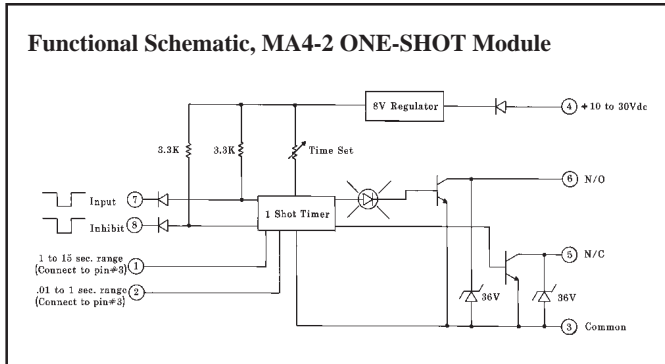 Functional Schematic, MA4-2 ONE-SHOT Module
8V Regulator
4 +10 to 30Vdc
3.3K 3.3K Time Set
6 N/O
Input 7
1 Shot Timer
Inhibit 8
5 N/C
1 to 15 sec. range
(Connect to pin#3) 1
.01 to 1 sec. range
(Connect to pin#3) 2
36V 36V
3 Common